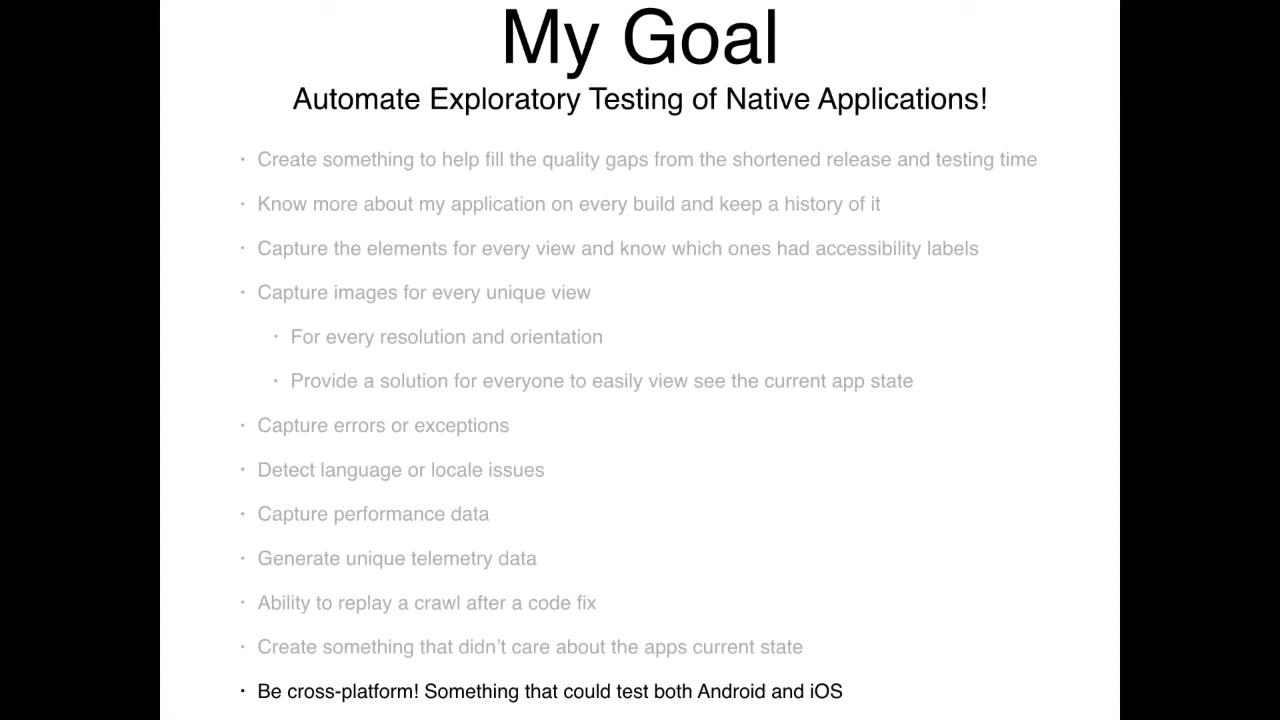 My Goal
Automate Exploratory Testing of Native Applications!
· Create something to help fill the quality gaps from the shortened release and testing time
· Know more about my application on every build and keep a history of it
· Capture the elements for every view and know which ones had accessibility labels
· Capture images for every unique view
· For every resolution and orientation
· Provide a solution for everyone to easily view see the current app state
· Capture errors or exceptions
· Detect language or locale issues
· Capture performance data
· Generate unique telemetry data
· Ability to replay a crawl after a code fix
· Create something that didn't care about the apps current state
· Be cross-platform! Something that could test both Android and iOS